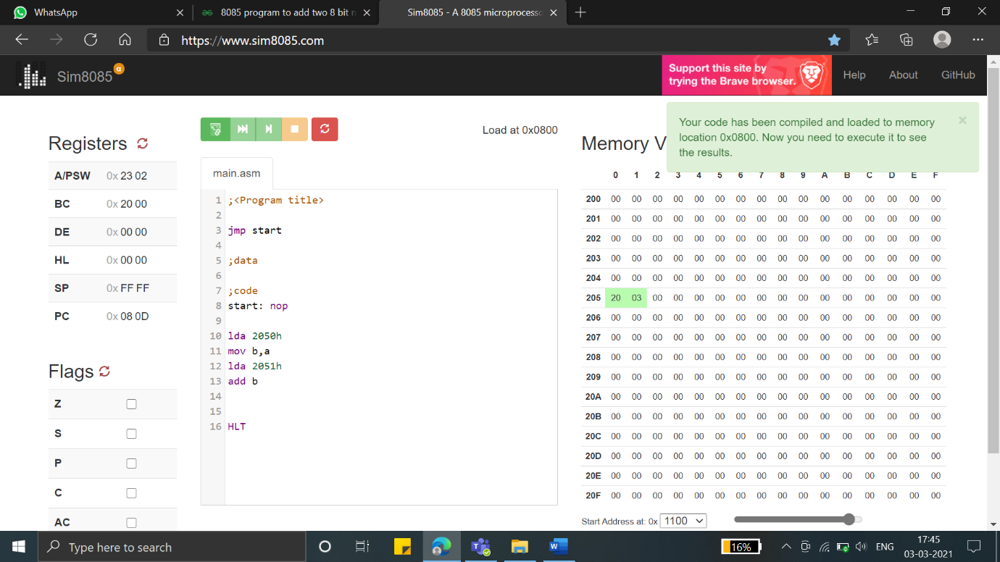 WhatsApp
8085 program to add two 8 bit n
Sim8085 - A 8085 microprocesso
https://www.sim8085.com
Sim8085 α
Support this site by
trying the Brave browser.
Help About GitHub
Your code has been compiled and loaded to memory
location 0x0800. Now you need to execute it to see
the results.
Registers
A/PSW 0x 23 02
BC 0x 20 00
DE 0x 00 00
HL 0x 00 00
SP 0x FF FF
PC 0x 08 0D
Flags
Z
S
P
C
AC
Load at 0x0800
main.asm
1 ;<Program title>
2
3 jmp start
4
5 ;data
6
7 ;code
8 start: nop
9
10 lda 2050h
11 mov b,a
12 lda 2051h
13 add b
14
15
16 HLT
Memory V
0 1 2 3 4 5 6 7 8 9 A B C D E F
200 00 00 00 00 00 00 00 00 00 00 00 00 00 00 00 00
201 00 00 00 00 00 00 00 00 00 00 00 00 00 00 00 00
202 00 00 00 00 00 00 00 00 00 00 00 00 00 00 00 00
203 00 00 00 00 00 00 00 00 00 00 00 00 00 00 00 00
204 00 00 00 00 00 00 00 00 00 00 00 00 00 00 00 00
205 20 03 00 00 00 00 00 00 00 00 00 00 00 00 00 00
206 00 00 00 00 00 00 00 00 00 00 00 00 00 00 00 00
207 00 00 00 00 00 00 00 00 00 00 00 00 00 00 00 00
208 00 00 00 00 00 00 00 00 00 00 00 00 00 00 00 00
209 00 00 00 00 00 00 00 00 00 00 00 00 00 00 00 00
20A 00 00 00 00 00 00 00 00 00 00 00 00 00 00 00 00
20B 00 00 00 00 00 00 00 00 00 00 00 00 00 00 00 00
20C 00 00 00 00 00 00 00 00 00 00 00 00 00 00 00 00
20D 00 00 00 00 00 00 00 00 00 00 00 00 00 00 00 00
20E 00 00 00 00 00 00 00 00 00 00 00 00 00 00 00 00
20F 00 00 00 00 00 00 00 00 00 00 00 00 00 00 00 00
Start Address at: 0x 1100
Type here to search
16%
ENG
17:45
03-03-2021